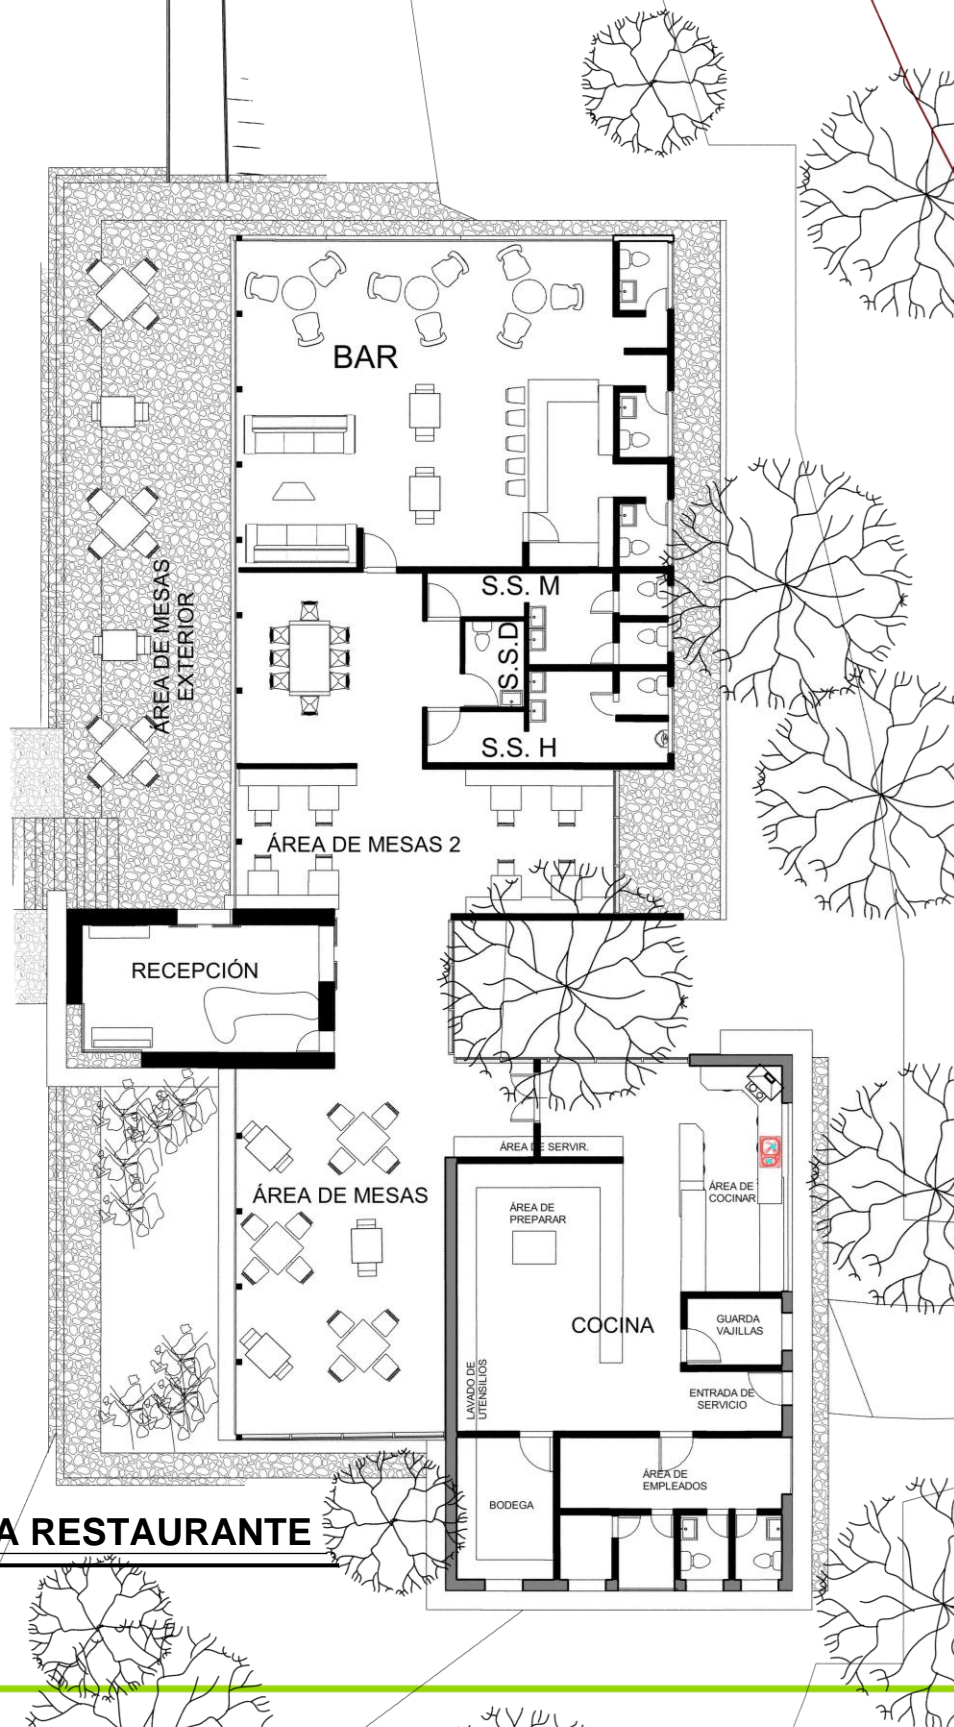 BAR
ÁREA DE MESAS
EXTERIOR
S.S. M
S.S.D
S.S. H
ÁREA DE MESAS 2
RECEPCIÓN
ÁREA DE SERVIR.
ÁREA DE MESAS
ÁREA DE
PREPARAR
ÁREA DE
COCINAR
COCINA
GUARDA
VAJILLAS
LAVADO DE
UTENSILIOS
ENTRADA DE
SERVICIO
ÁREA DE
EMPLEADOS
BODEGA
A RESTAURANTE